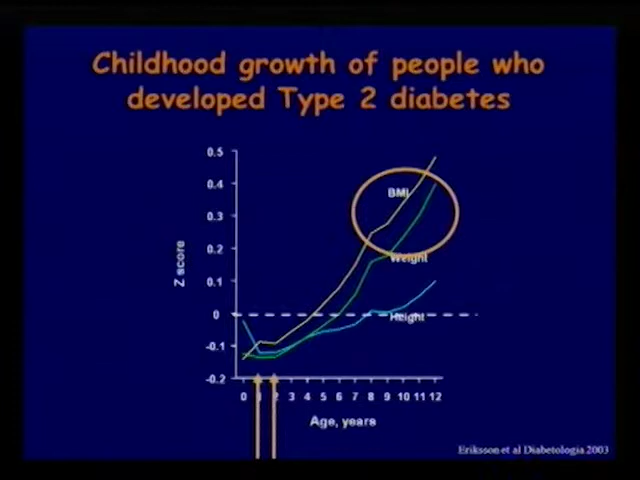 Childhood growth of people who
developed Type 2 diabetes
0.5
0.4
0.3
0.2
0.1
0
-0.1
-0.2
Z score
BMI
Weight
Height
0 1 2 3 4 5 6 7 8 9 10 11 12
Age, years
Eriksson et al Diabetologia 2003